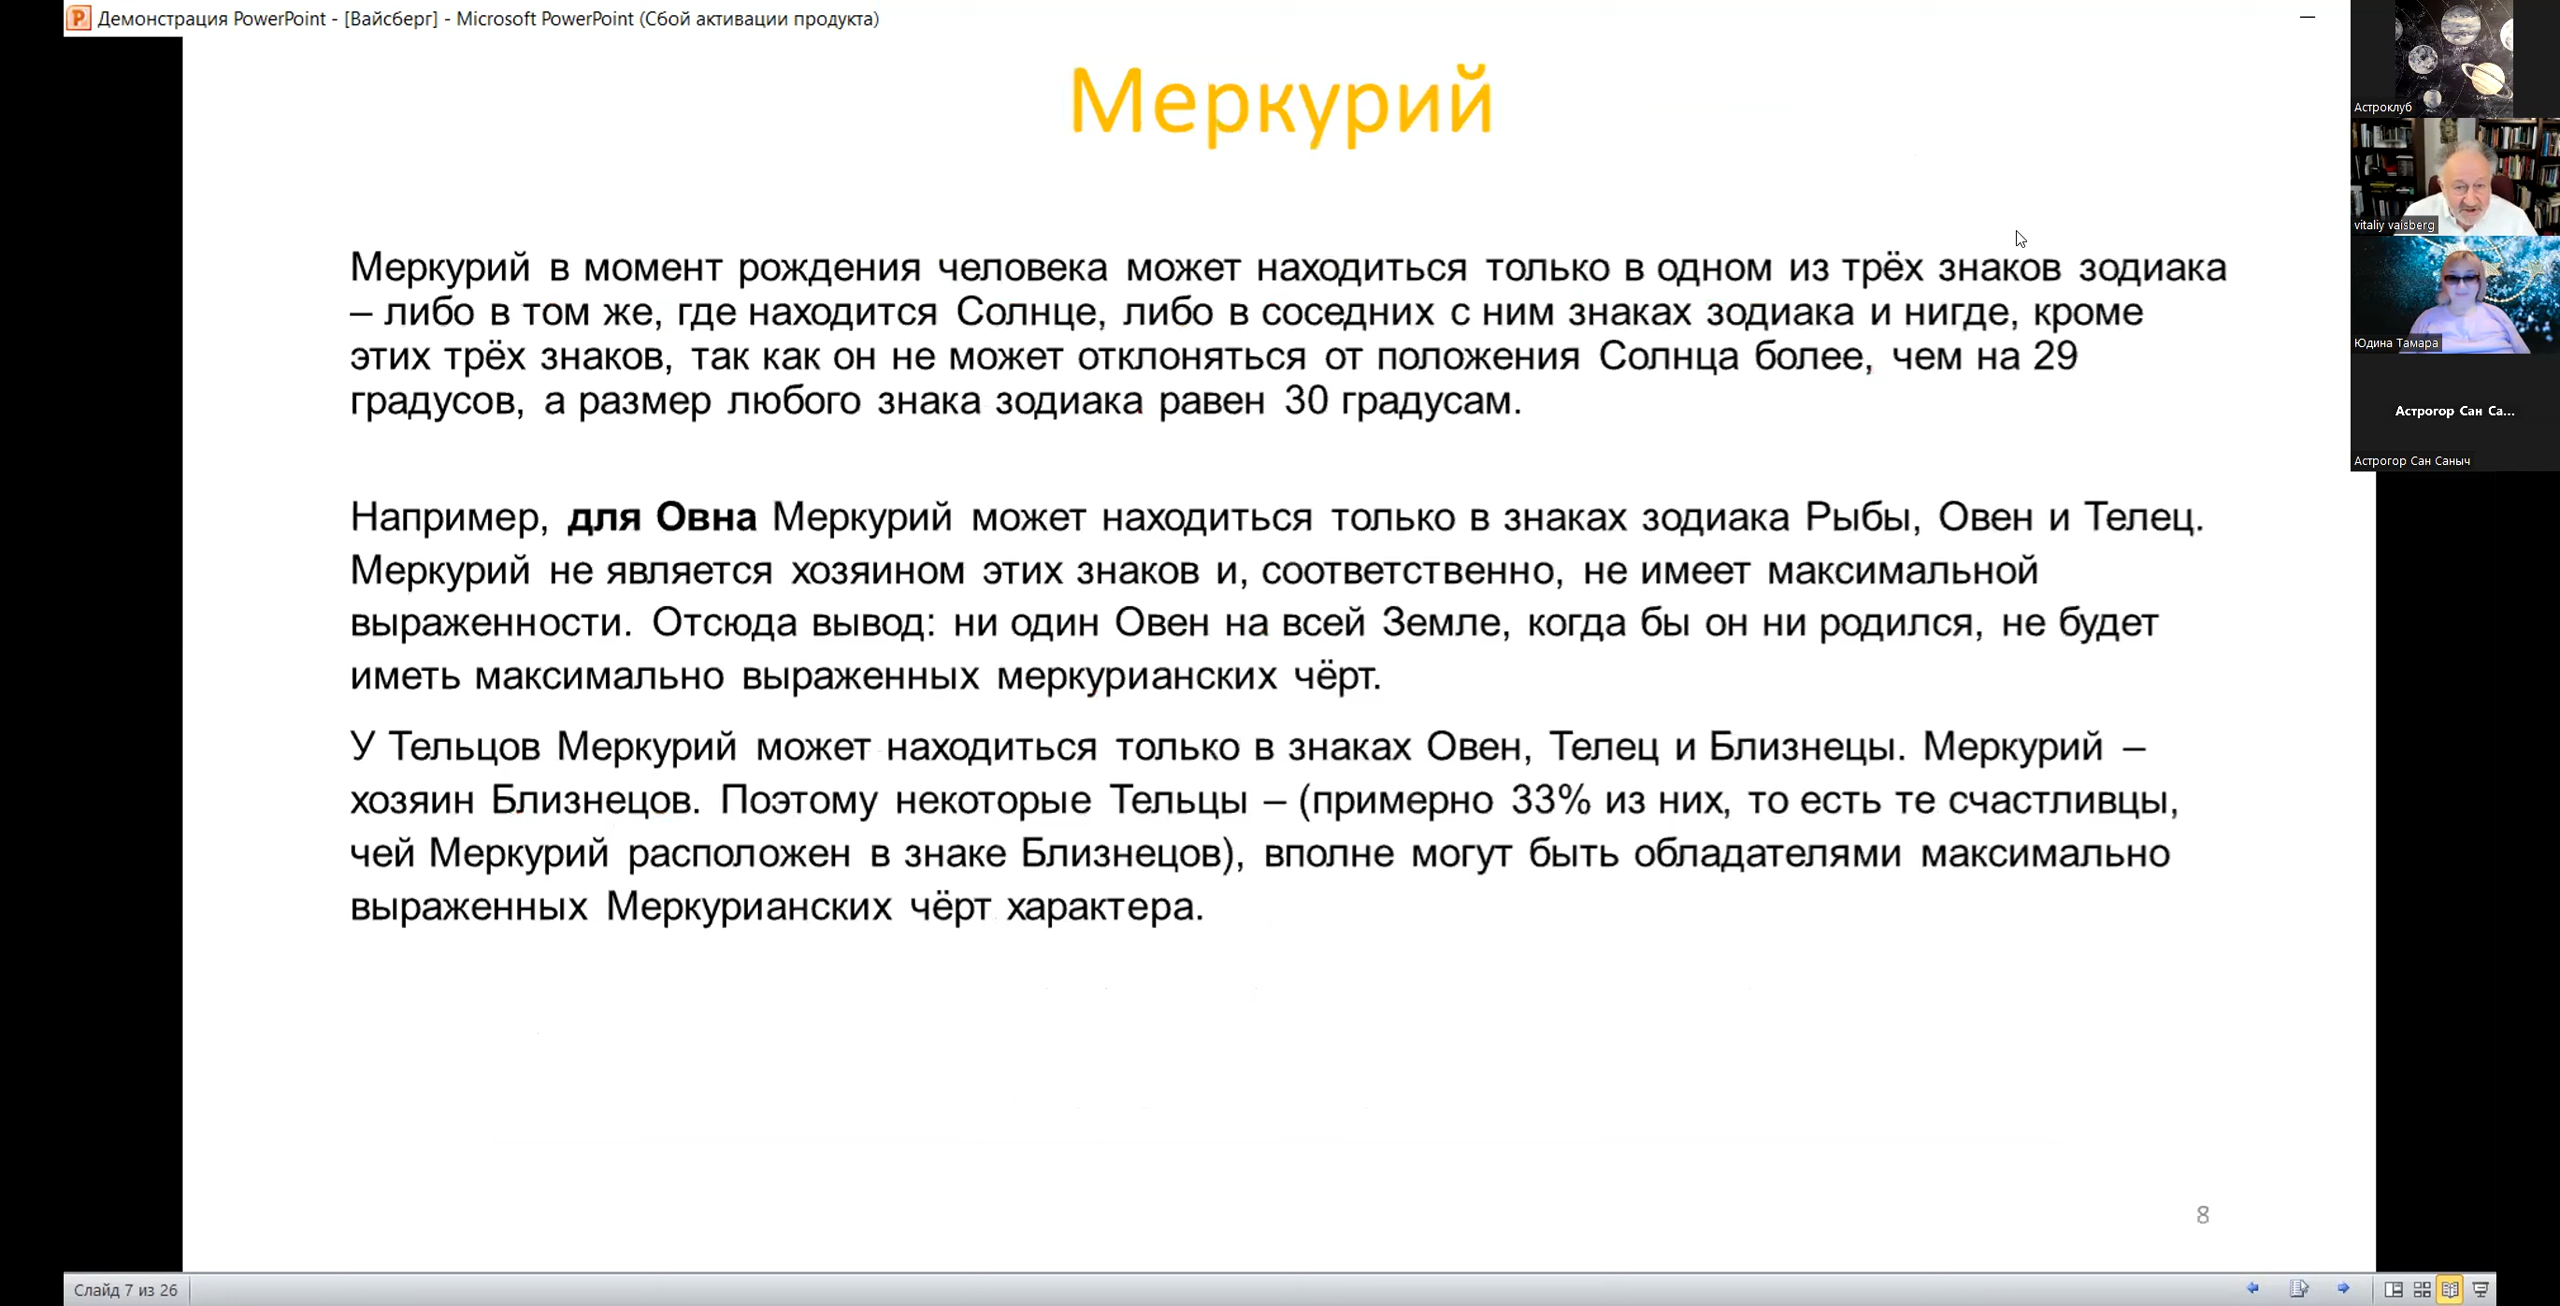 Демонстрация PowerPoint - [Вайсберг] - Microsoft PowerPoint (Сбой активации продукта)
Меркурий
Меркурий в момент рождения человека может находиться только в одном из трёх знаков зодиака
– либо в том же, где находится Солнце, либо в соседних с ним знаках зодиака и нигде, кроме
этих трёх знаков, так как он не может отклоняться от положения Солнца более, чем на 29
градусов, а размер любого знака зодиака равен 30 градусам.
Например, для Овна Меркурий может находиться только в знаках зодиака Рыбы, Овен и Телец.
Меркурий не является хозяином этих знаков и, соответственно, не имеет максимальной
выраженности. Отсюда вывод: ни один Овен на всей Земле, когда бы он ни родился, не будет
иметь максимально выраженных меркурианских чёрт.
У Тельцов Меркурий может находиться только в знаках Овен, Телец и Близнецы. Меркурий –
хозяин Близнецов. Поэтому некоторые Тельцы – (примерно 33% из них, то есть те счастливцы,
чей Меркурий расположен в знаке Близнецов), вполне могут быть обладателями максимально
выраженных Меркурианских чёрт характера.
8
Слайд 7 из 26
Астроклуб
vitaliy vaisberg
Юдина Тамара
Астрогор Сан Са...
Астрогор Сан Саныч